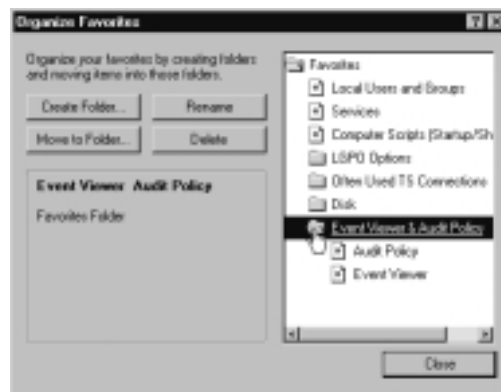 Organize Favorites
Organize your favorites by creating folders
and moving items into those folders.
Create Folder...
Rename
Move to Folder...
Delete
Event Viewer Audit Policy
Favorites Folder
Favorites
Local Users and Groups
Services
Computer Scripts (Startup/Sh
LSPO Options
Often Used TS Connections
Disk
Event Viewer & Audit Policy
Audit Policy
Event Viewer
Close